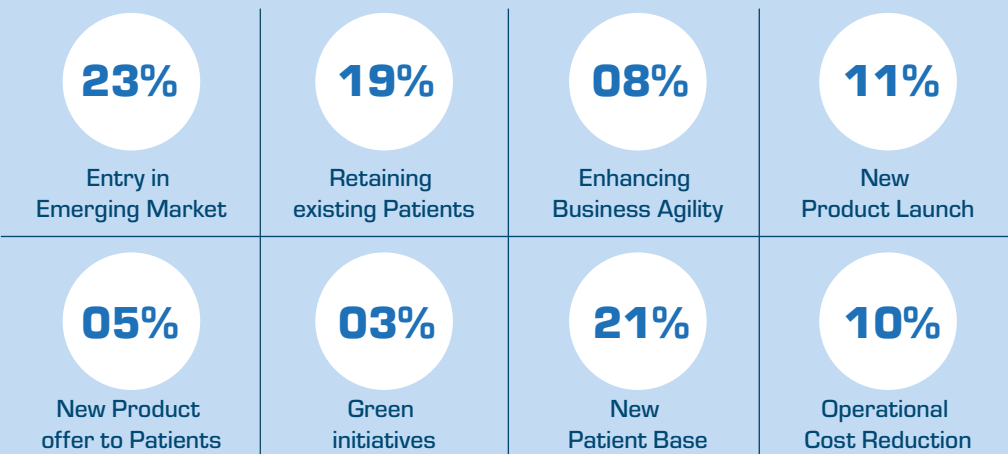 23%
Entry in
Emerging Market
19%
Retaining
existing Patients
08%
Enhancing
Business Agility
11%
New
Product Launch
05%
New Product
offer to Patients
03%
Green
initiatives
21%
New
Patient Base
10%
Operational
Cost Reduction